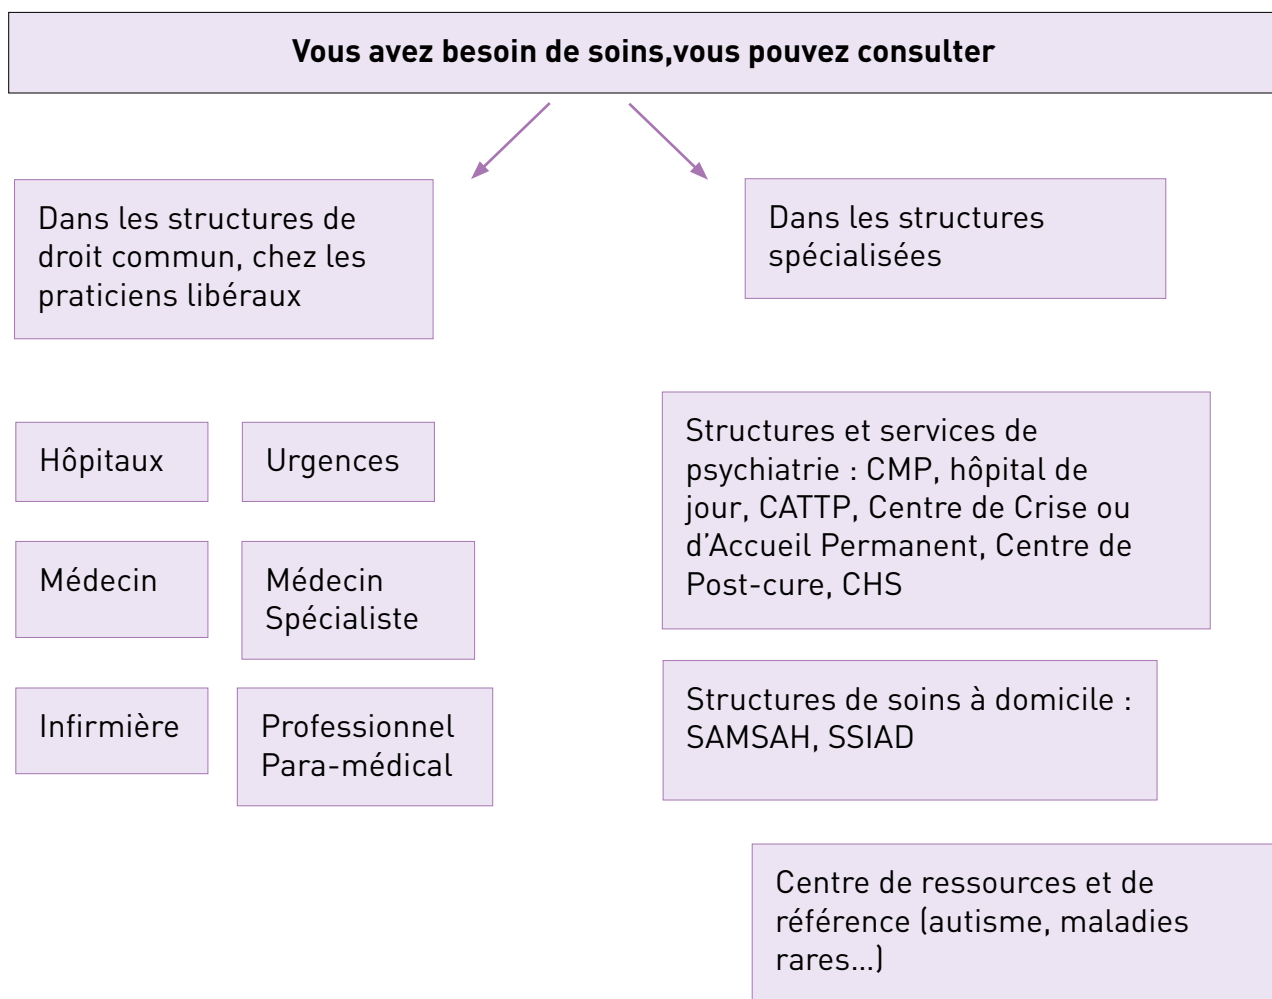 Vous avez besoin de soins,vous pouvez consulter
Dans les structures de
droit commun, chez les
praticiens libéraux
Dans les structures
spécialisées
Hôpitaux
Urgences
Médecin
Médecin
Spécialiste
Infirmière
Professionnel
Para-médical
Structures et services de
psychiatrie : CMP, hôpital de
jour, CATTP, Centre de Crise ou
d’Accueil Permanent, Centre de
Post-cure, CHS
Structures de soins à domicile :
SAMSAH, SSIAD
Centre de ressources et de
référence (autisme, maladies
rares...)